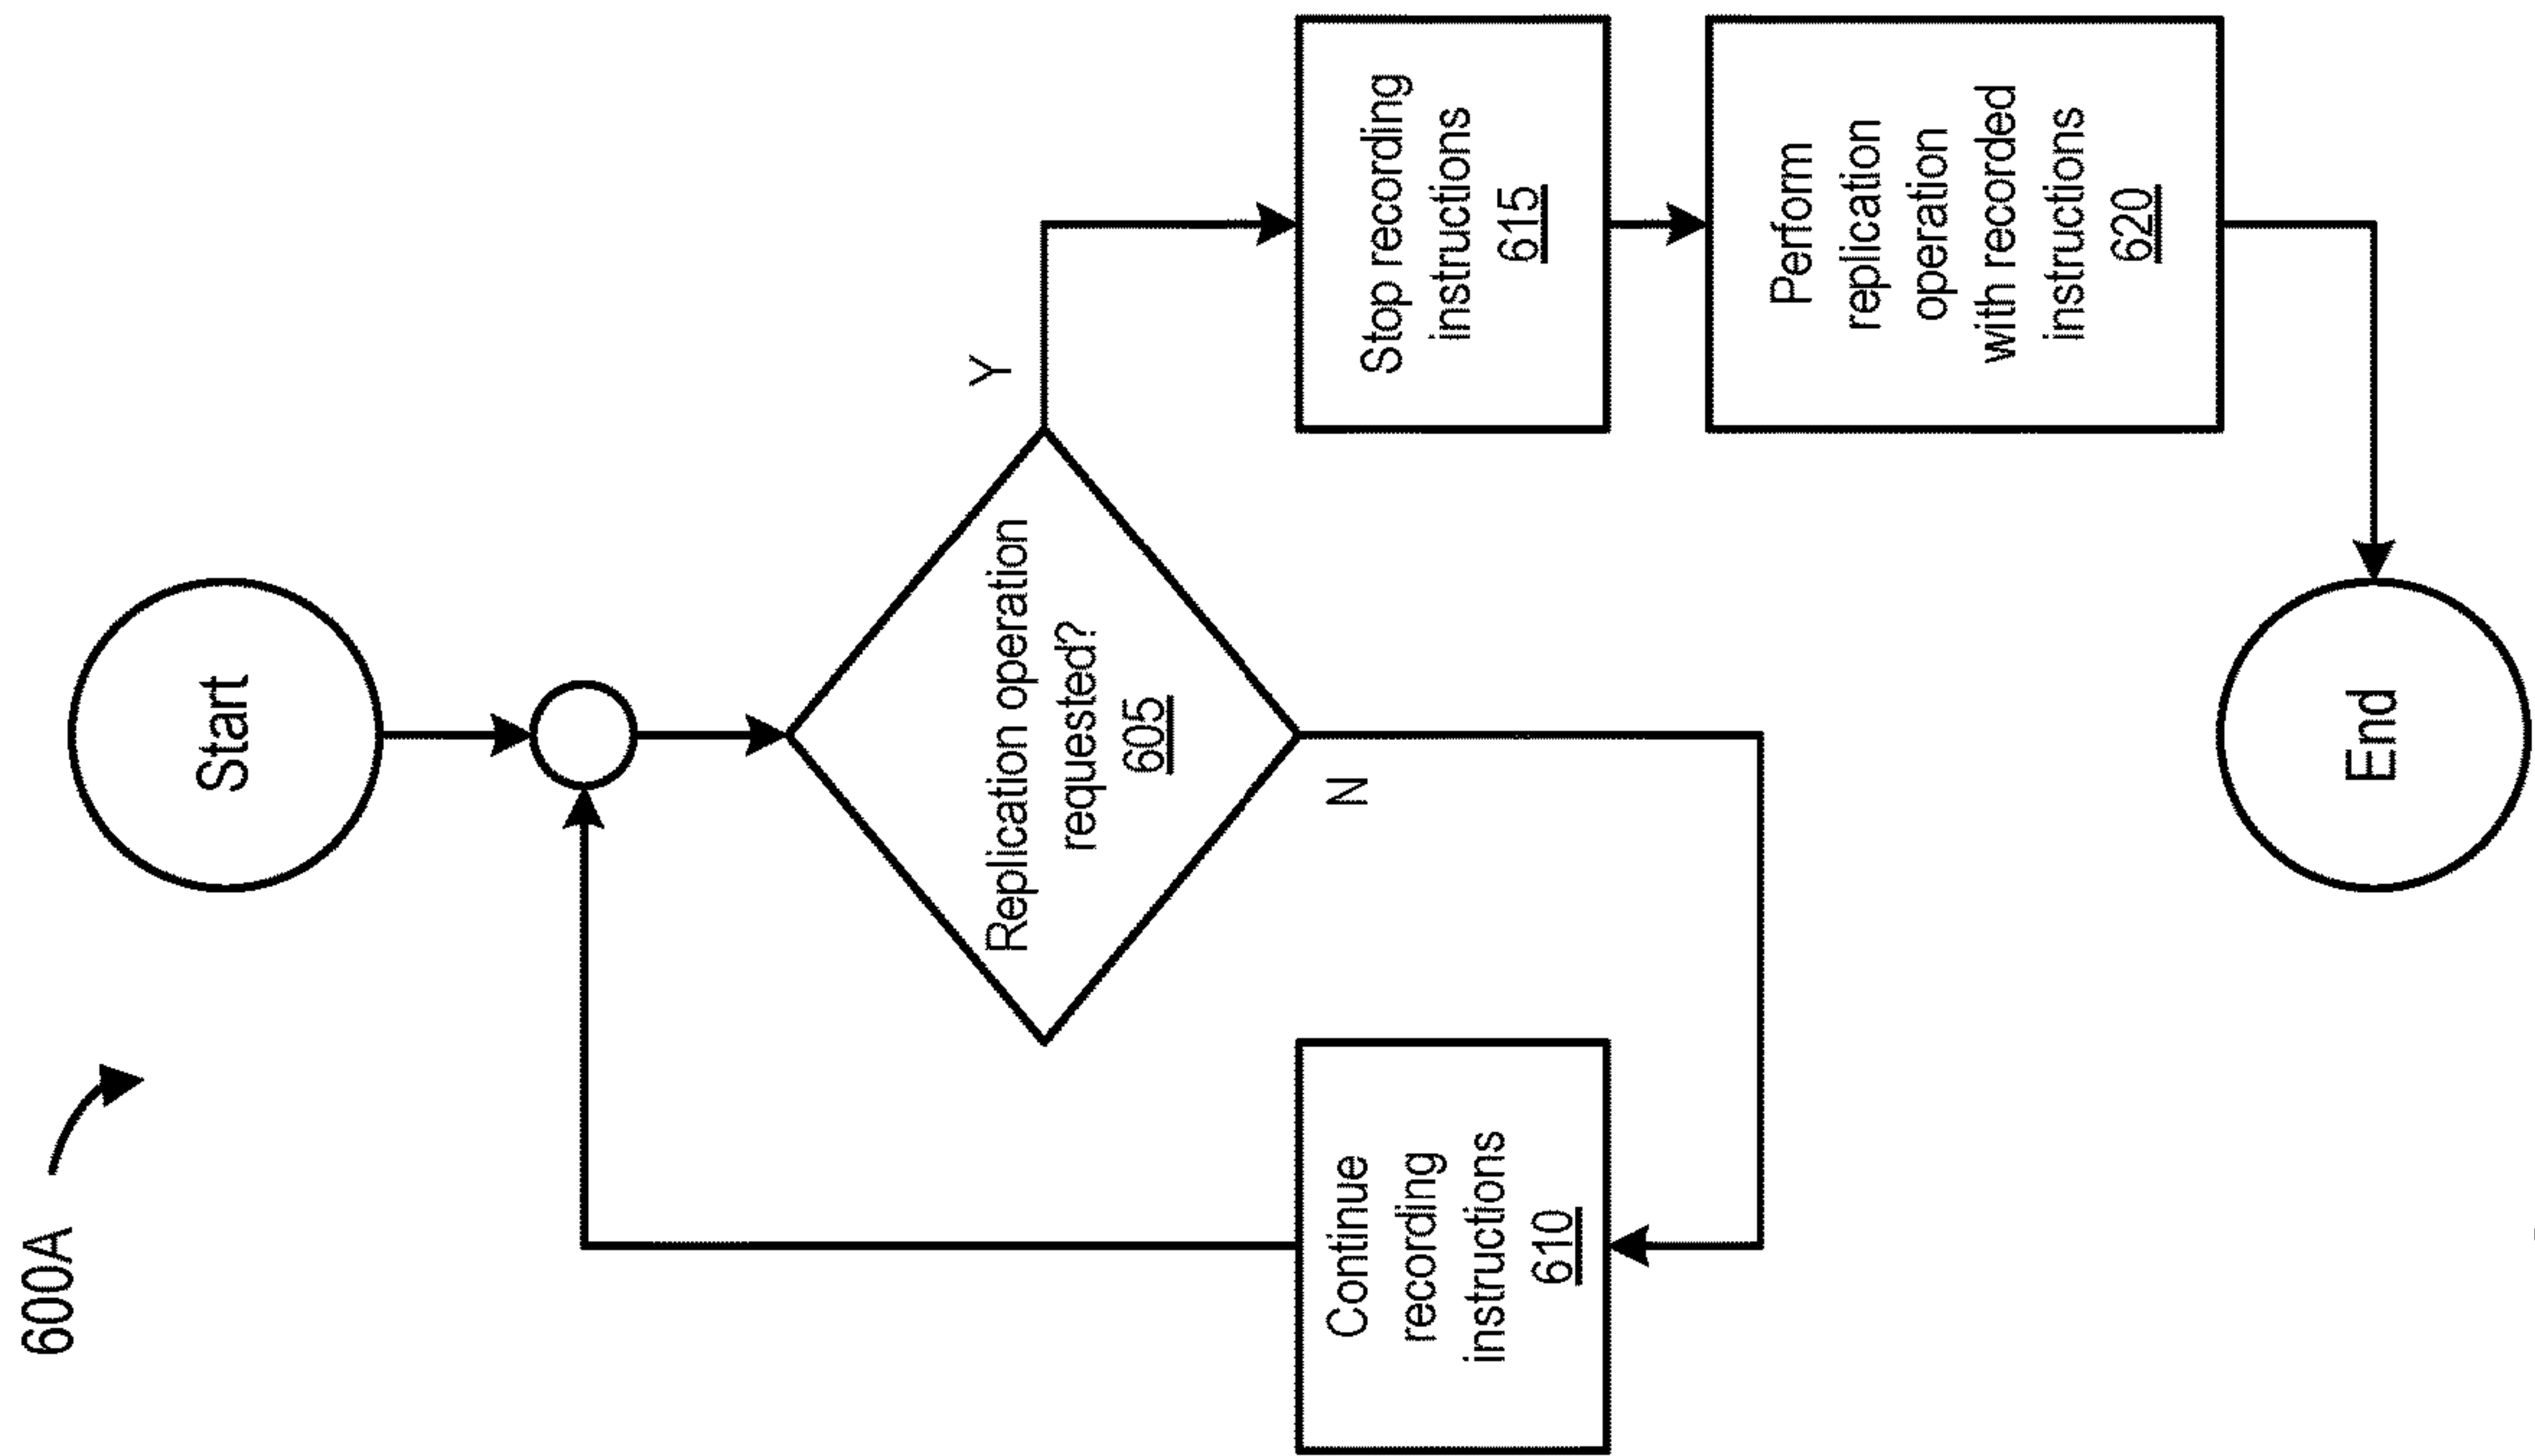 600A
Start
Replication operation
requested?
605
Y
N
Continue
recording
instructions
610
Stop recording
instructions
615
Perform
replication
operation
with recorded
instructions
620
End